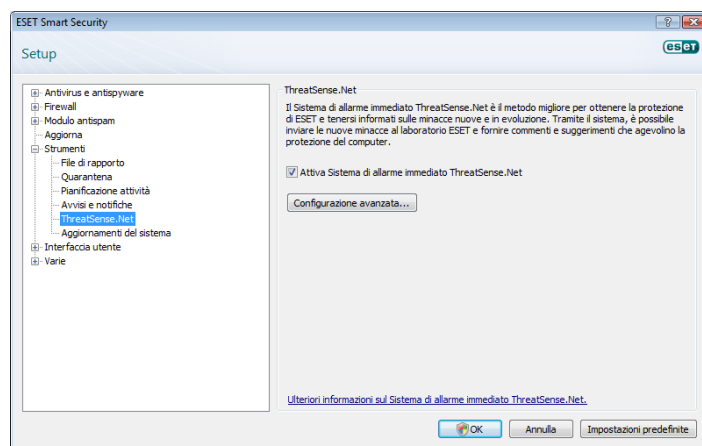 ESET Smart Security
Setup
eset
Antivirus e antispyware
Firewall
Modulo antispam
Aggiorna
Strumenti
File di rapporto
Quarantena
Pianificazione attività
Avvisi e notifiche
ThreatSense.Net
Aggiornamenti del sistema
Interfaccia utente
Varie
ThreatSense.Net
Il Sistema di allarme immediato ThreatSense.Net è il metodo migliore per ottenere la protezione
di ESET e tenersi informati sulle minacce nuove e in evoluzione. Tramite il sistema, è possibile
inviare le nuove minacce al laboratorio ESET e fornire commenti e suggerimenti che agevolino la
protezione del computer.
Attiva Sistema di allarme immediato ThreatSense.Net
Configurazione avanzata...
Ulteriori informazioni sul Sistema di allarme immediato ThreatSense.Net.
OK
Annulla
Impostazioni predefinite